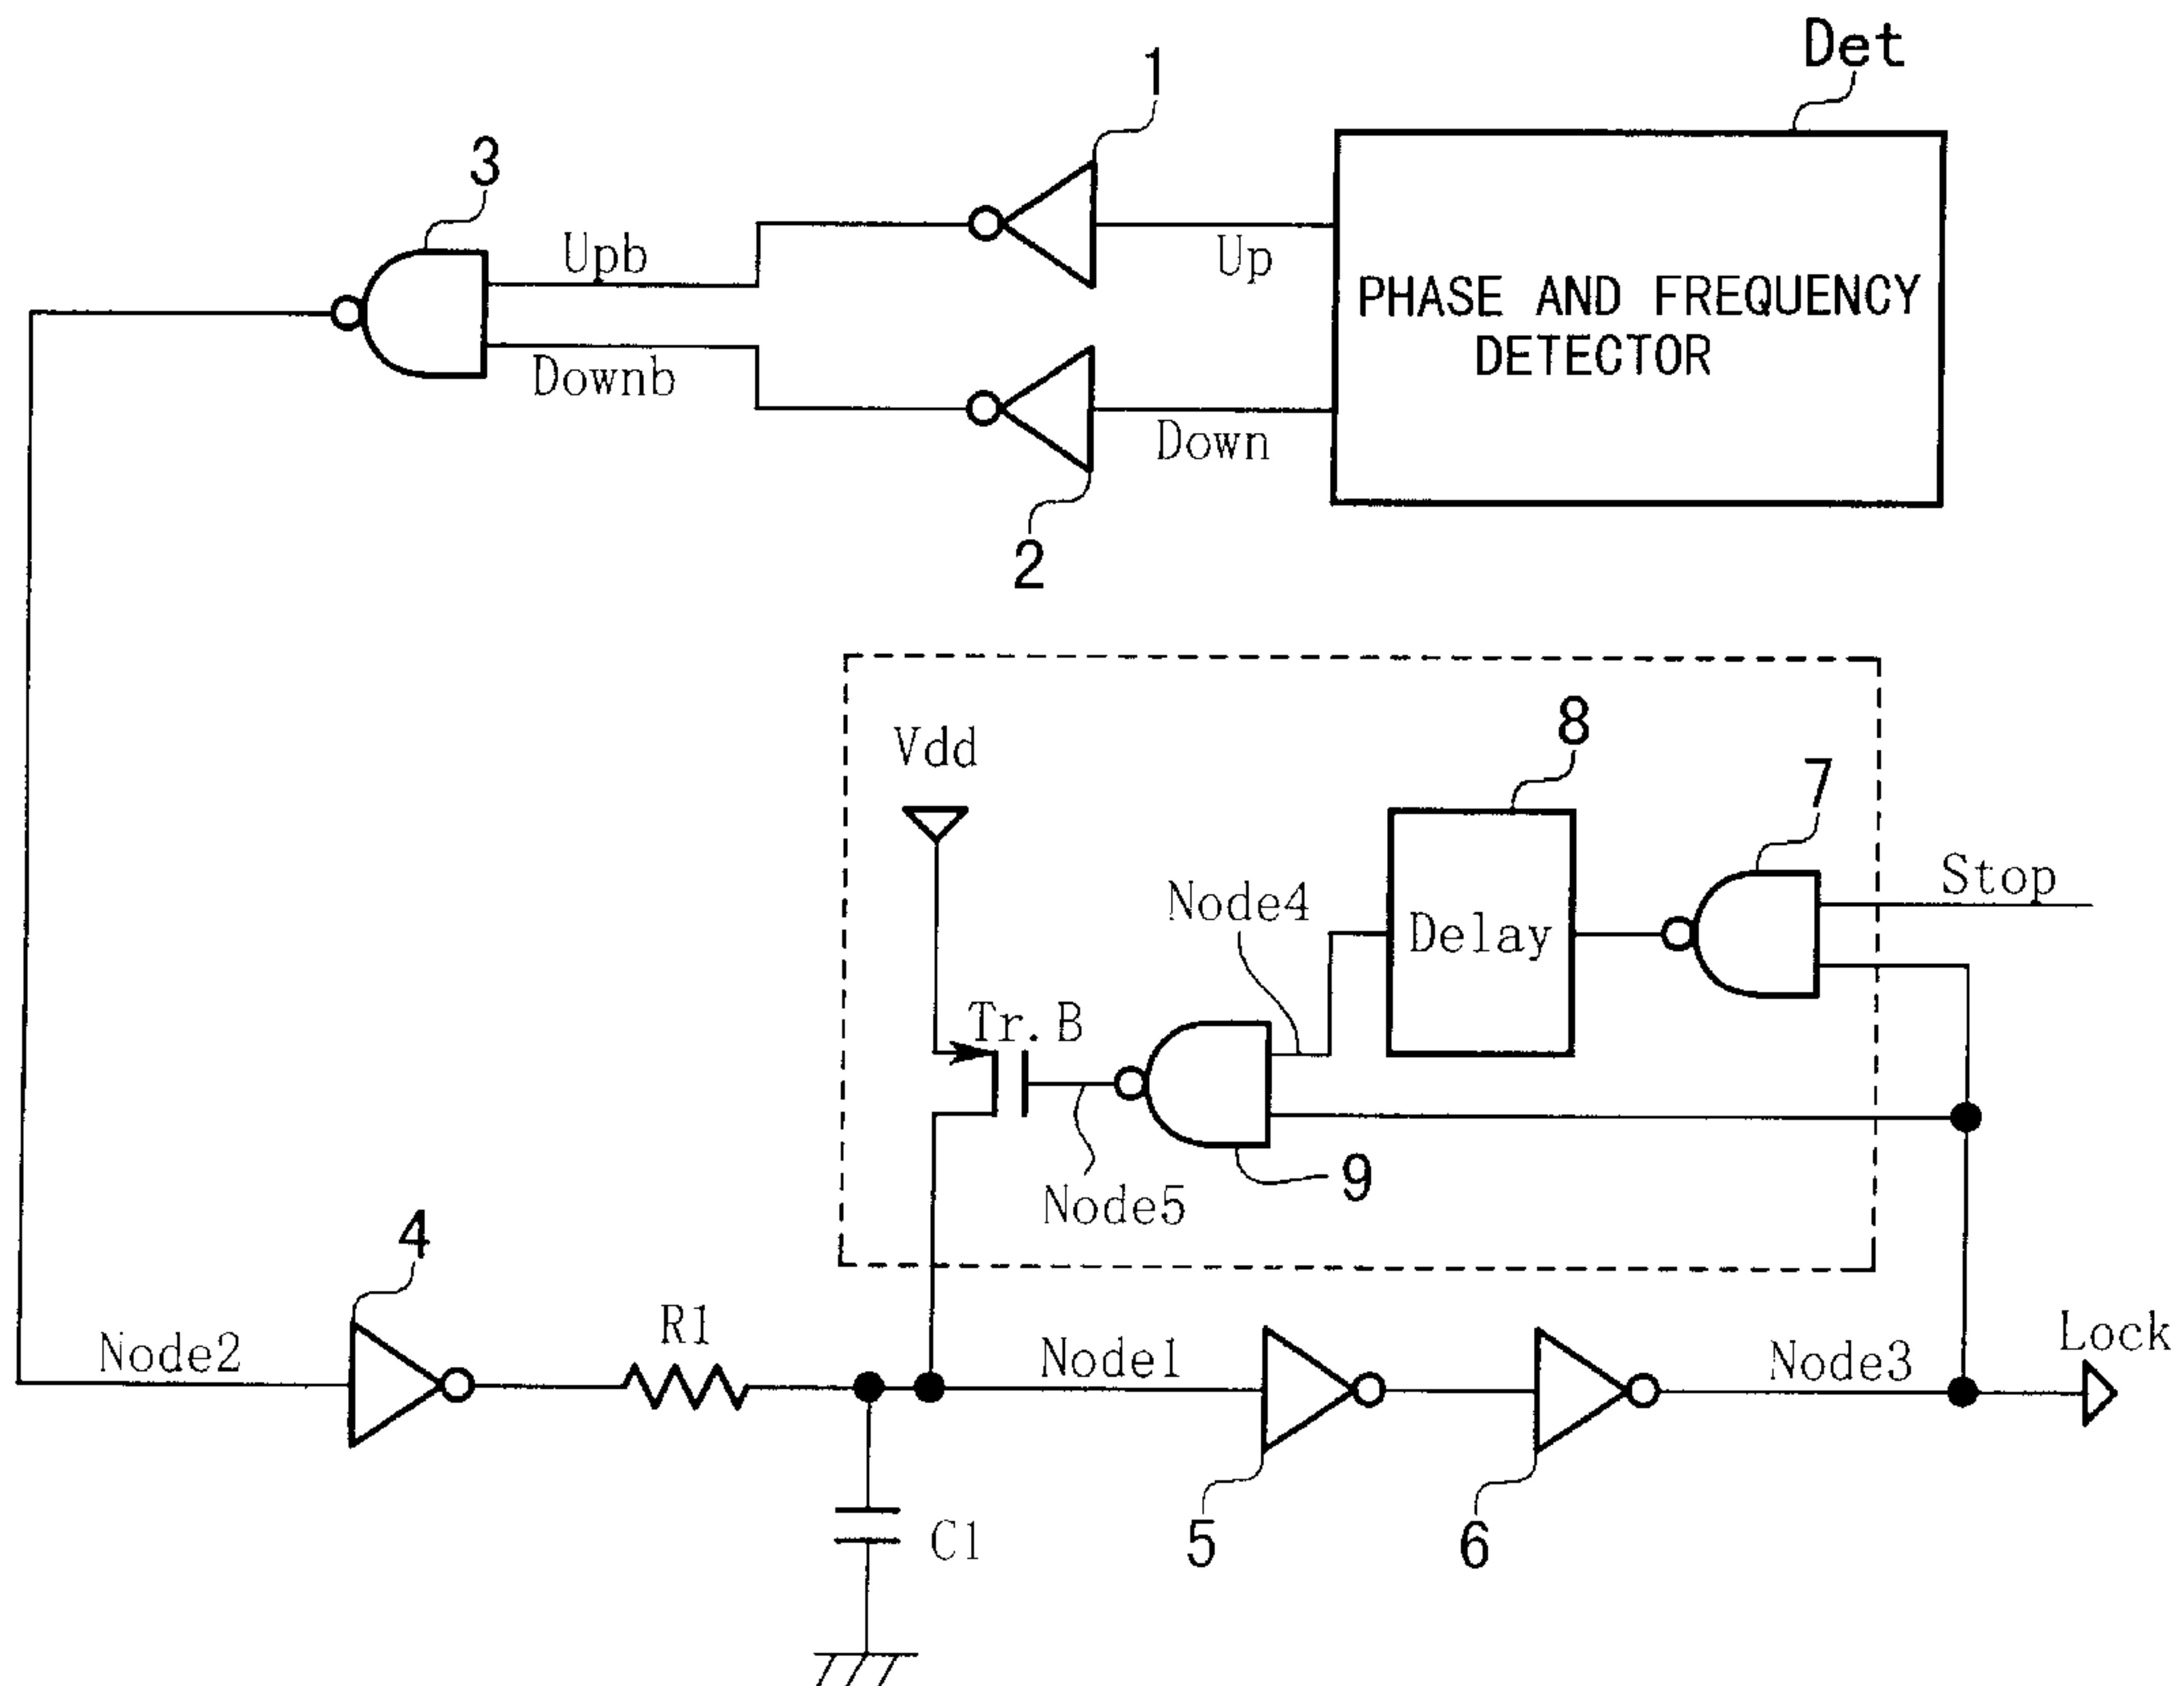 Det
1
3
Upb
Up
PHASE AND FREQUENCY
DETECTOR
Downb
Down
2
8
Vdd
7
Stop
Node4
Delay
Tr.B
9
Node5
4
R1
Node2
Node1
Node3
Lock
C1
5
6